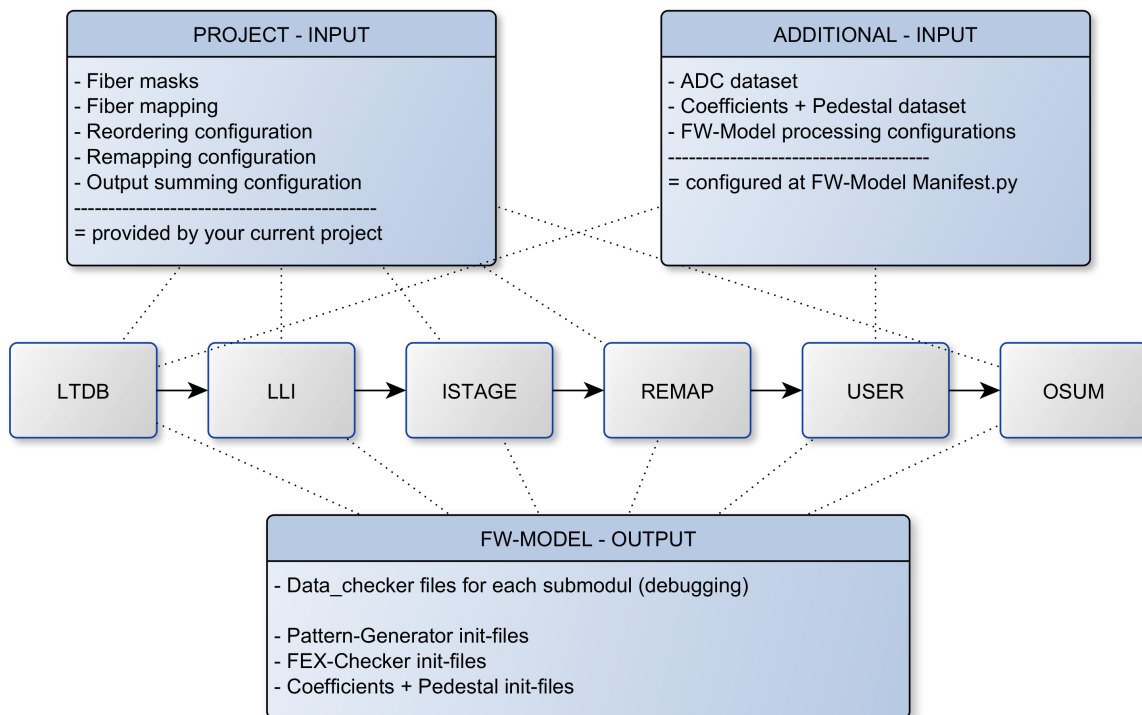 PROJECT - INPUT
- Fiber masks
- Fiber mapping
- Reordering configuration
- Remapping configuration
- Output summing configuration
--------------------------------------------
= provided by your current project
ADDITIONAL - INPUT
- ADC dataset
- Coefficients + Pedestal dataset
- FW-Model processing configurations
--------------------------------------
= configured at FW-Model Manifest.py
LTDB
LLI
ISTAGE
REMAP
USER
OSUM
FW-MODEL - OUTPUT
- Data_checker files for each submodul (debugging)
- Pattern-Generator init-files
- FEX-Checker init-files
- Coefficients + Pedestal init-files